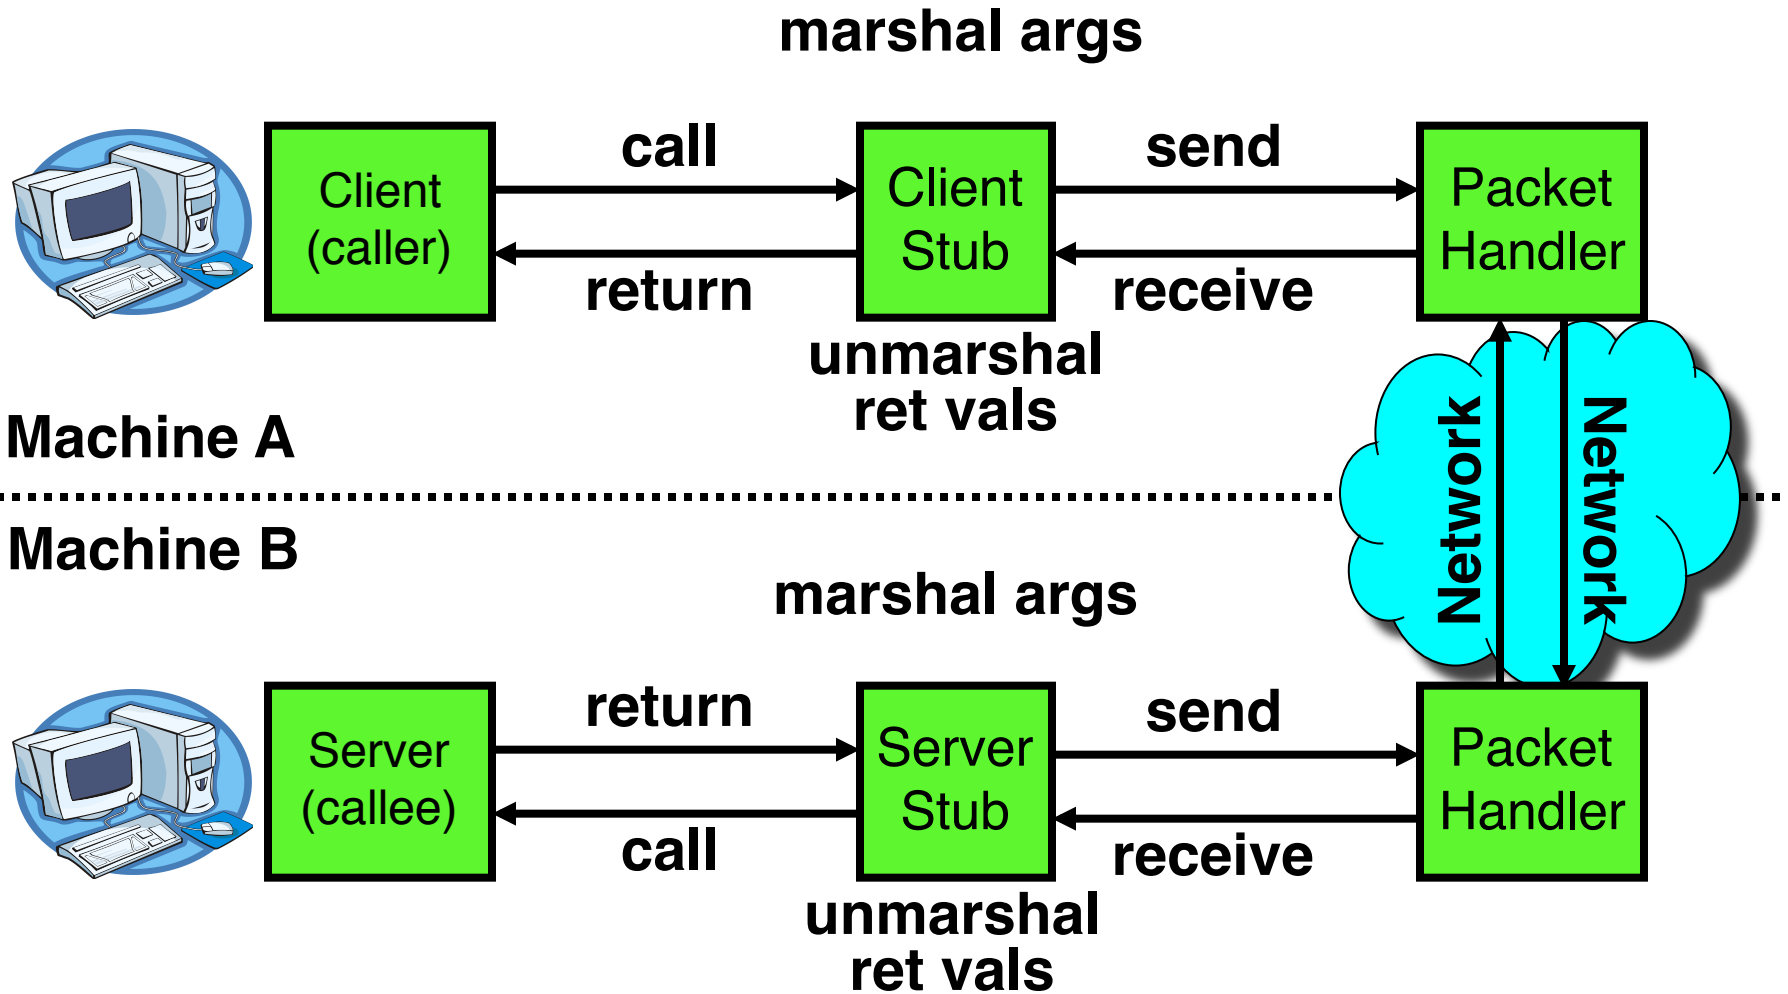 marshal args
call
send
Client
(caller)
Client
Stub
Packet
Handler
return
receive
unmarshal
ret vals
Machine A
Network
Network
Machine B
marshal args
return
send
Server
(callee)
Server
Stub
Packet
Handler
call
receive
unmarshal
ret vals